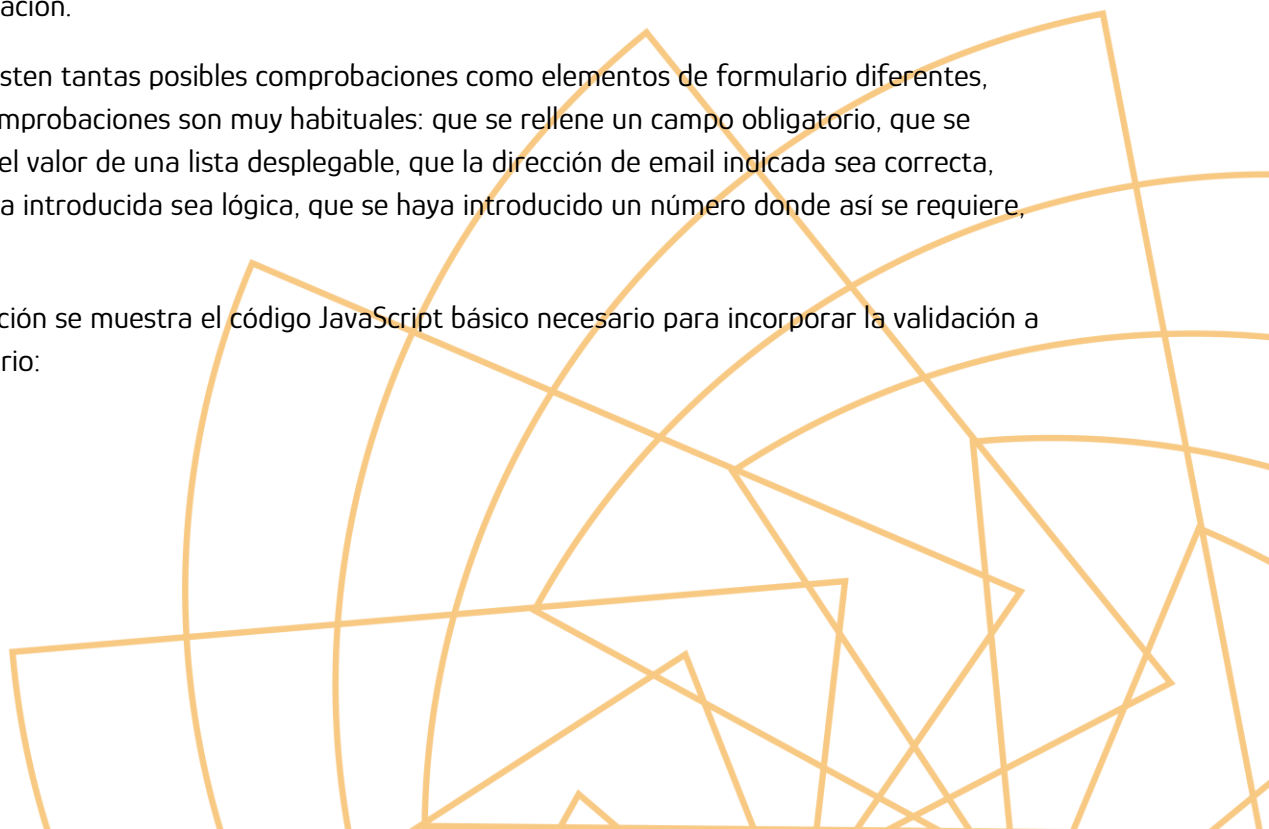 ación.
sten tantas posibles comprobaciones como elementos de formulario diferentes,
mprobaciones son muy habituales: que se rellene un campo obligatorio, que se
el valor de una lista desplegable, que la dirección de email indicada sea correcta,
a introducida sea lógica, que se haya introducido un número donde así se requiere,
ción se muestra el código JavaScript básico necesario para incorporar la validación a
rio: